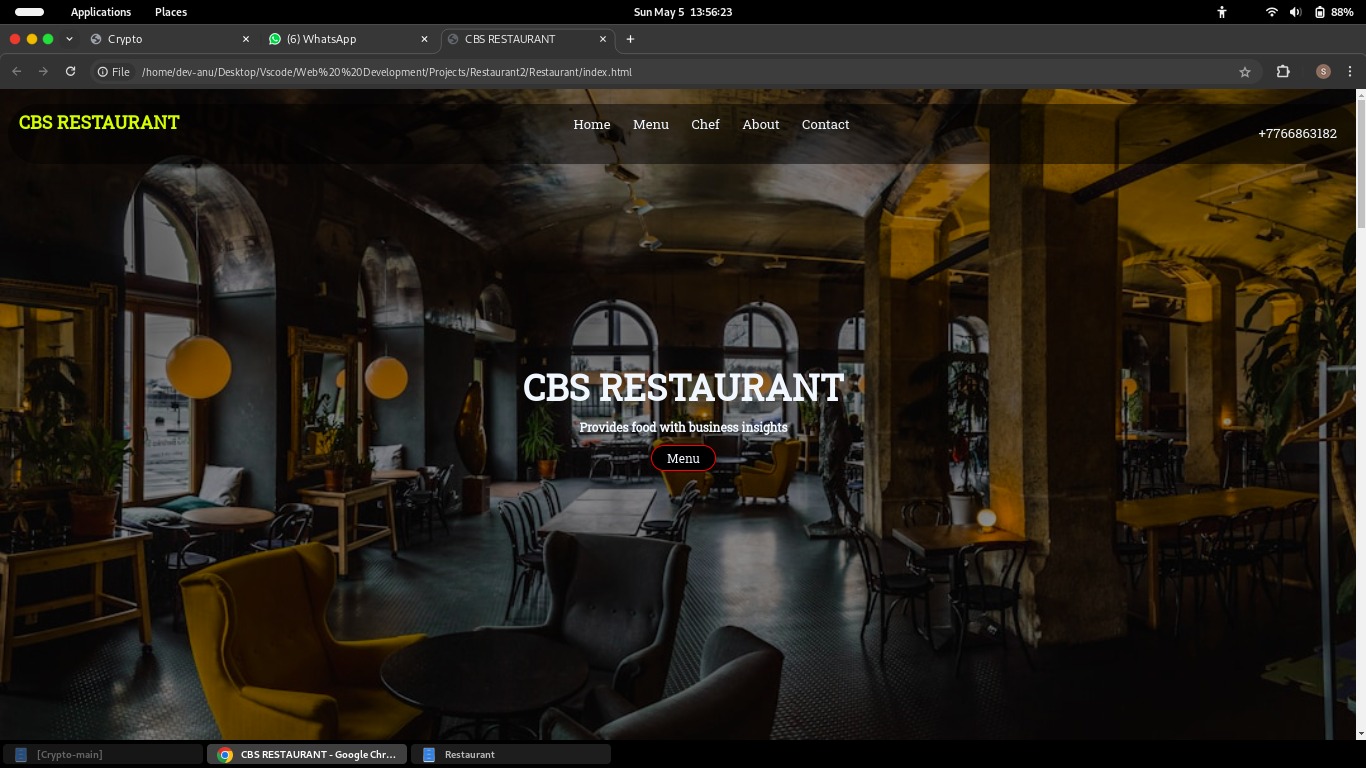 Applications Places Sun May 5 13:56:23 88%
Crypto (6) WhatsApp CBS RESTAURANT
File /home/dev-anu/Desktop/Vscode/Web%20%20Development/Projects/Restaurant2/Restaurant/index.html S
CBS RESTAURANT Home Menu Chef About Contact +7766863182
CBS RESTAURANT
Provides food with business insights
Menu
[Crypto-main] CBS RESTAURANT - Google Chr... Restaurant